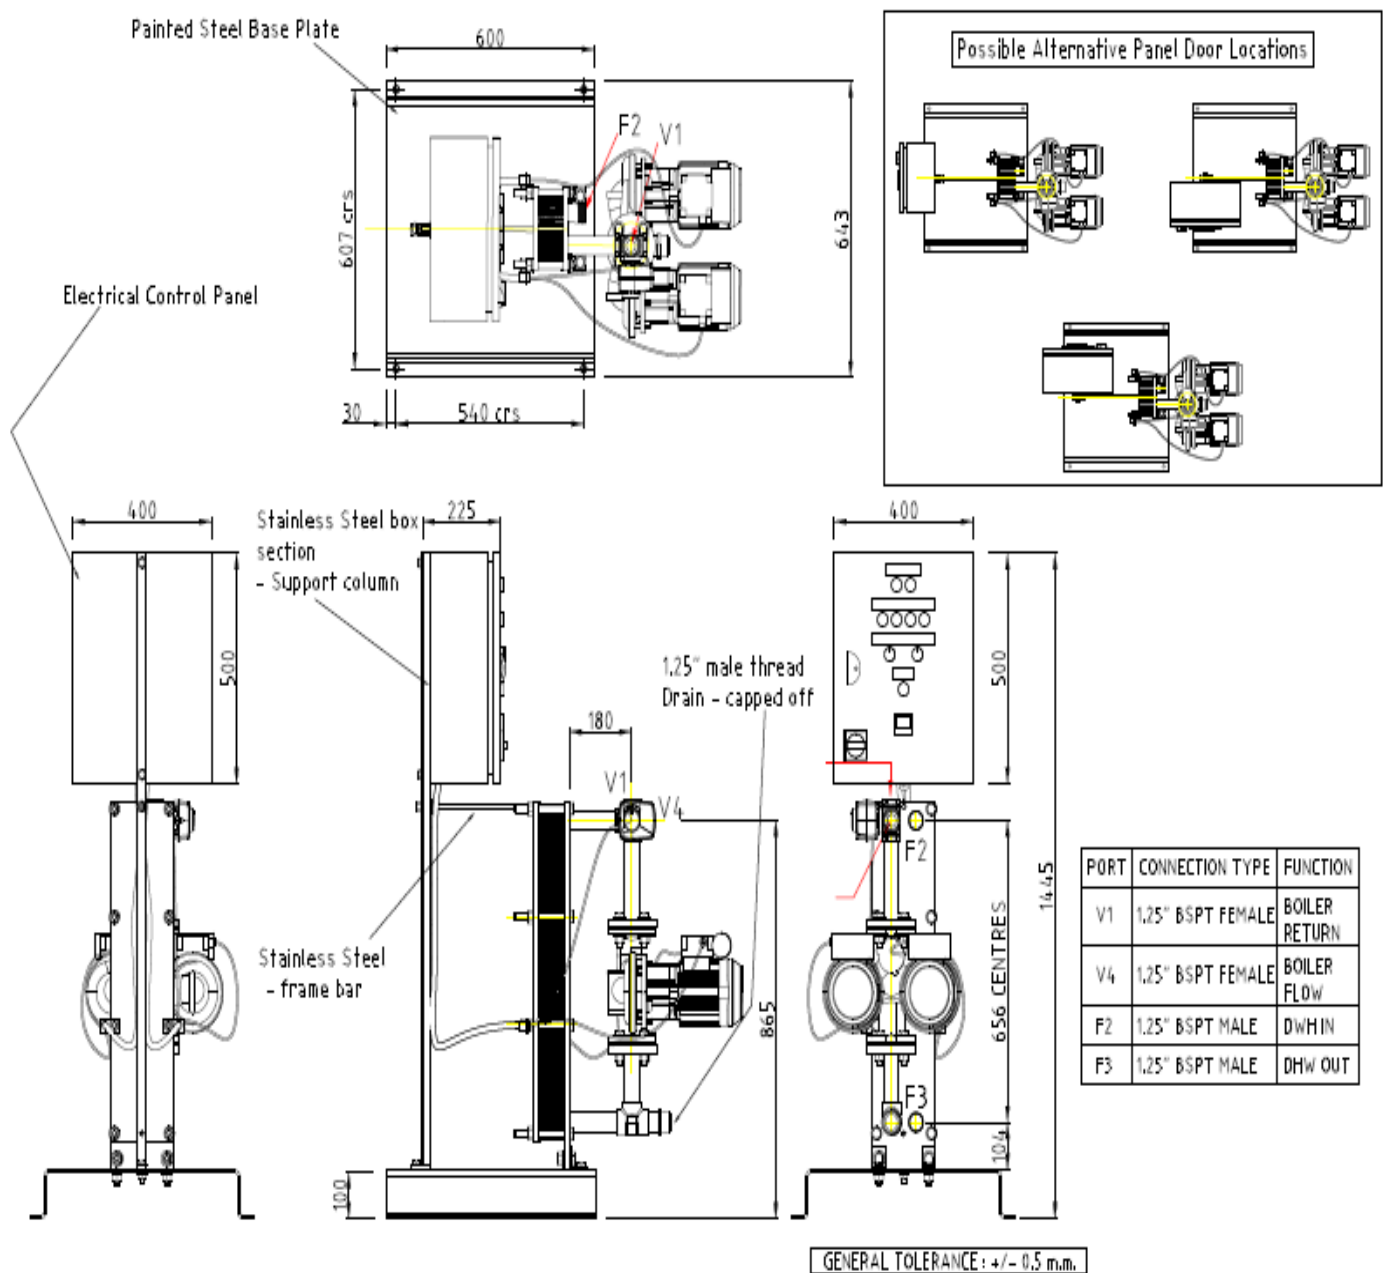 Painted Steel Base Plate
600
Possible Alternative Panel Door Locations
F2
V1
607 crs
643
Electrical Control Panel
30
540 crs
400
Stainless Steel box
section
- Support column
225
400
500
1.25" male thread
Drain - capped off
500
180
V1
V4
F2
1445
PORT CONNECTION TYPE FUNCTION
V1 1.25" BSPT FEMALE BOILER
RETURN
V4 1.25" BSPT FEMALE BOILER
FLOW
F2 1.25" BSPT MALE DWH IN
F3 1.25" BSPT MALE DHW OUT
Stainless Steel
- frame bar
865
656 CENTRES
F3
104
100
GENERAL TOLERANCE: +/- 0.5 m.m.